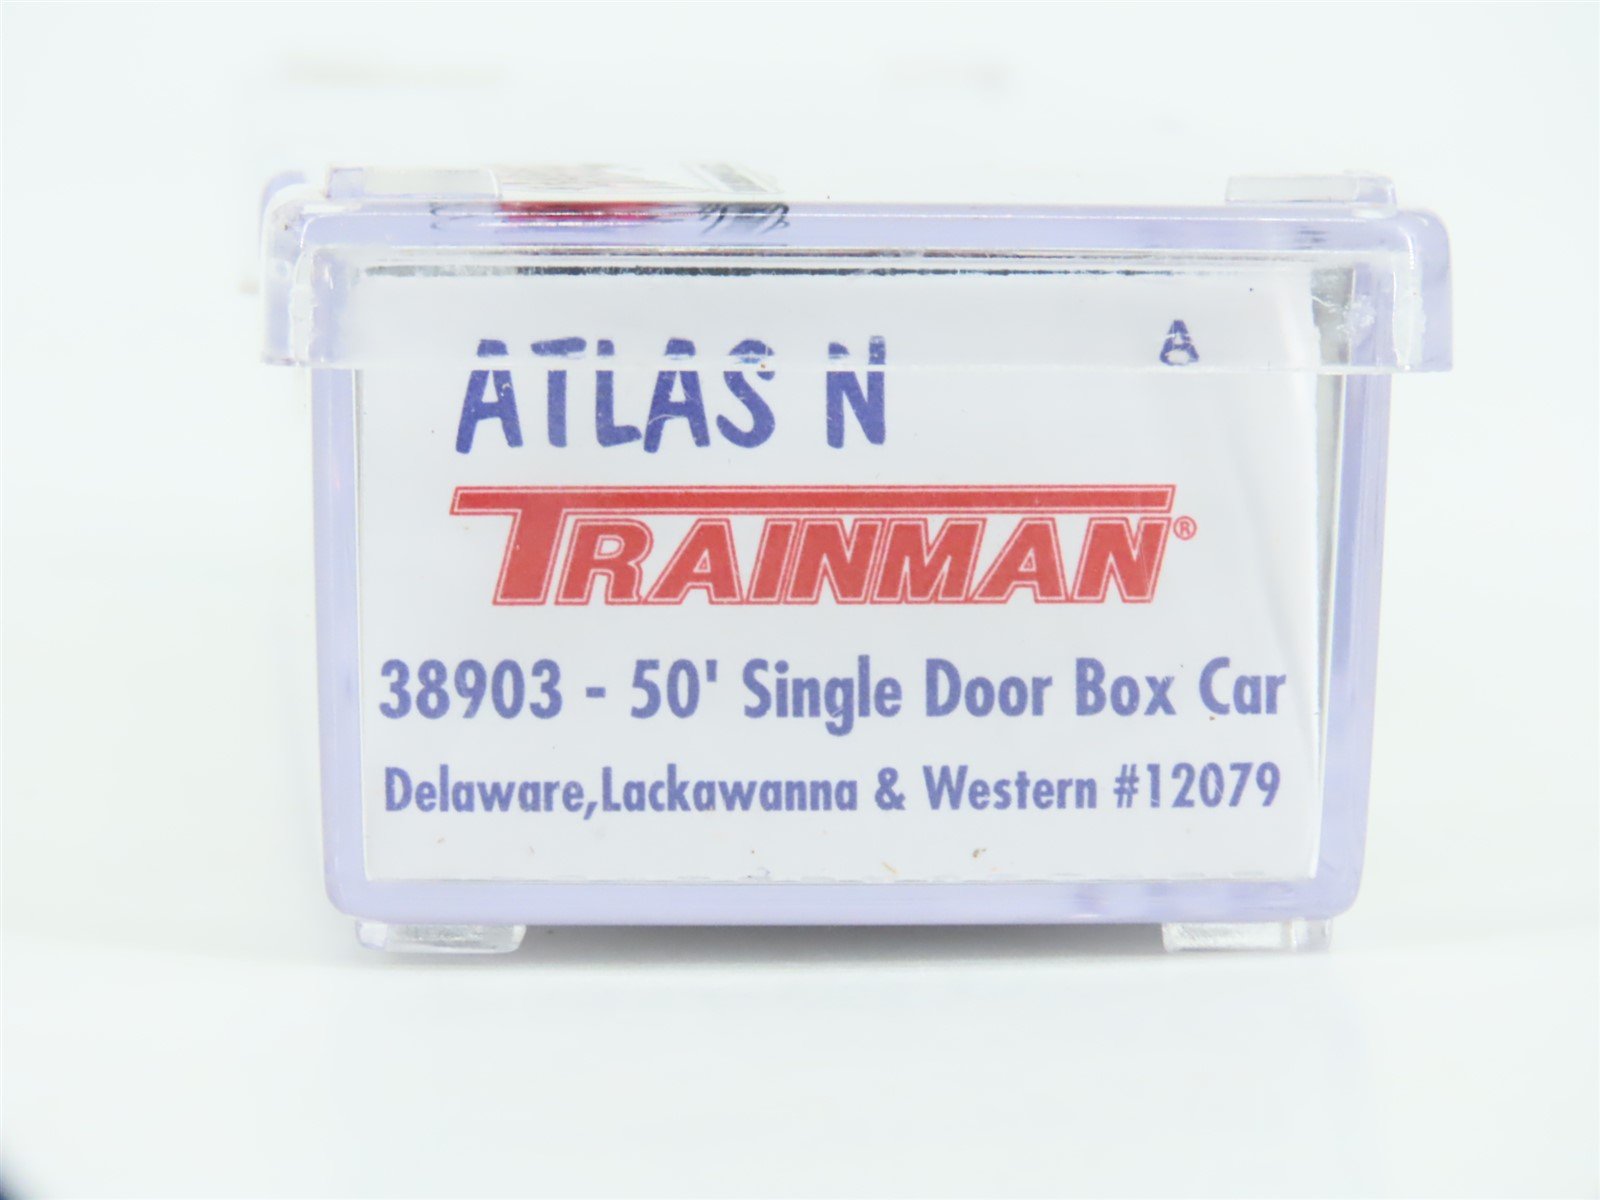 ATLAS N A
TRAINMAN®
38903 - 50' Single Door Box Car
Delaware,Lackawanna & Western #12079